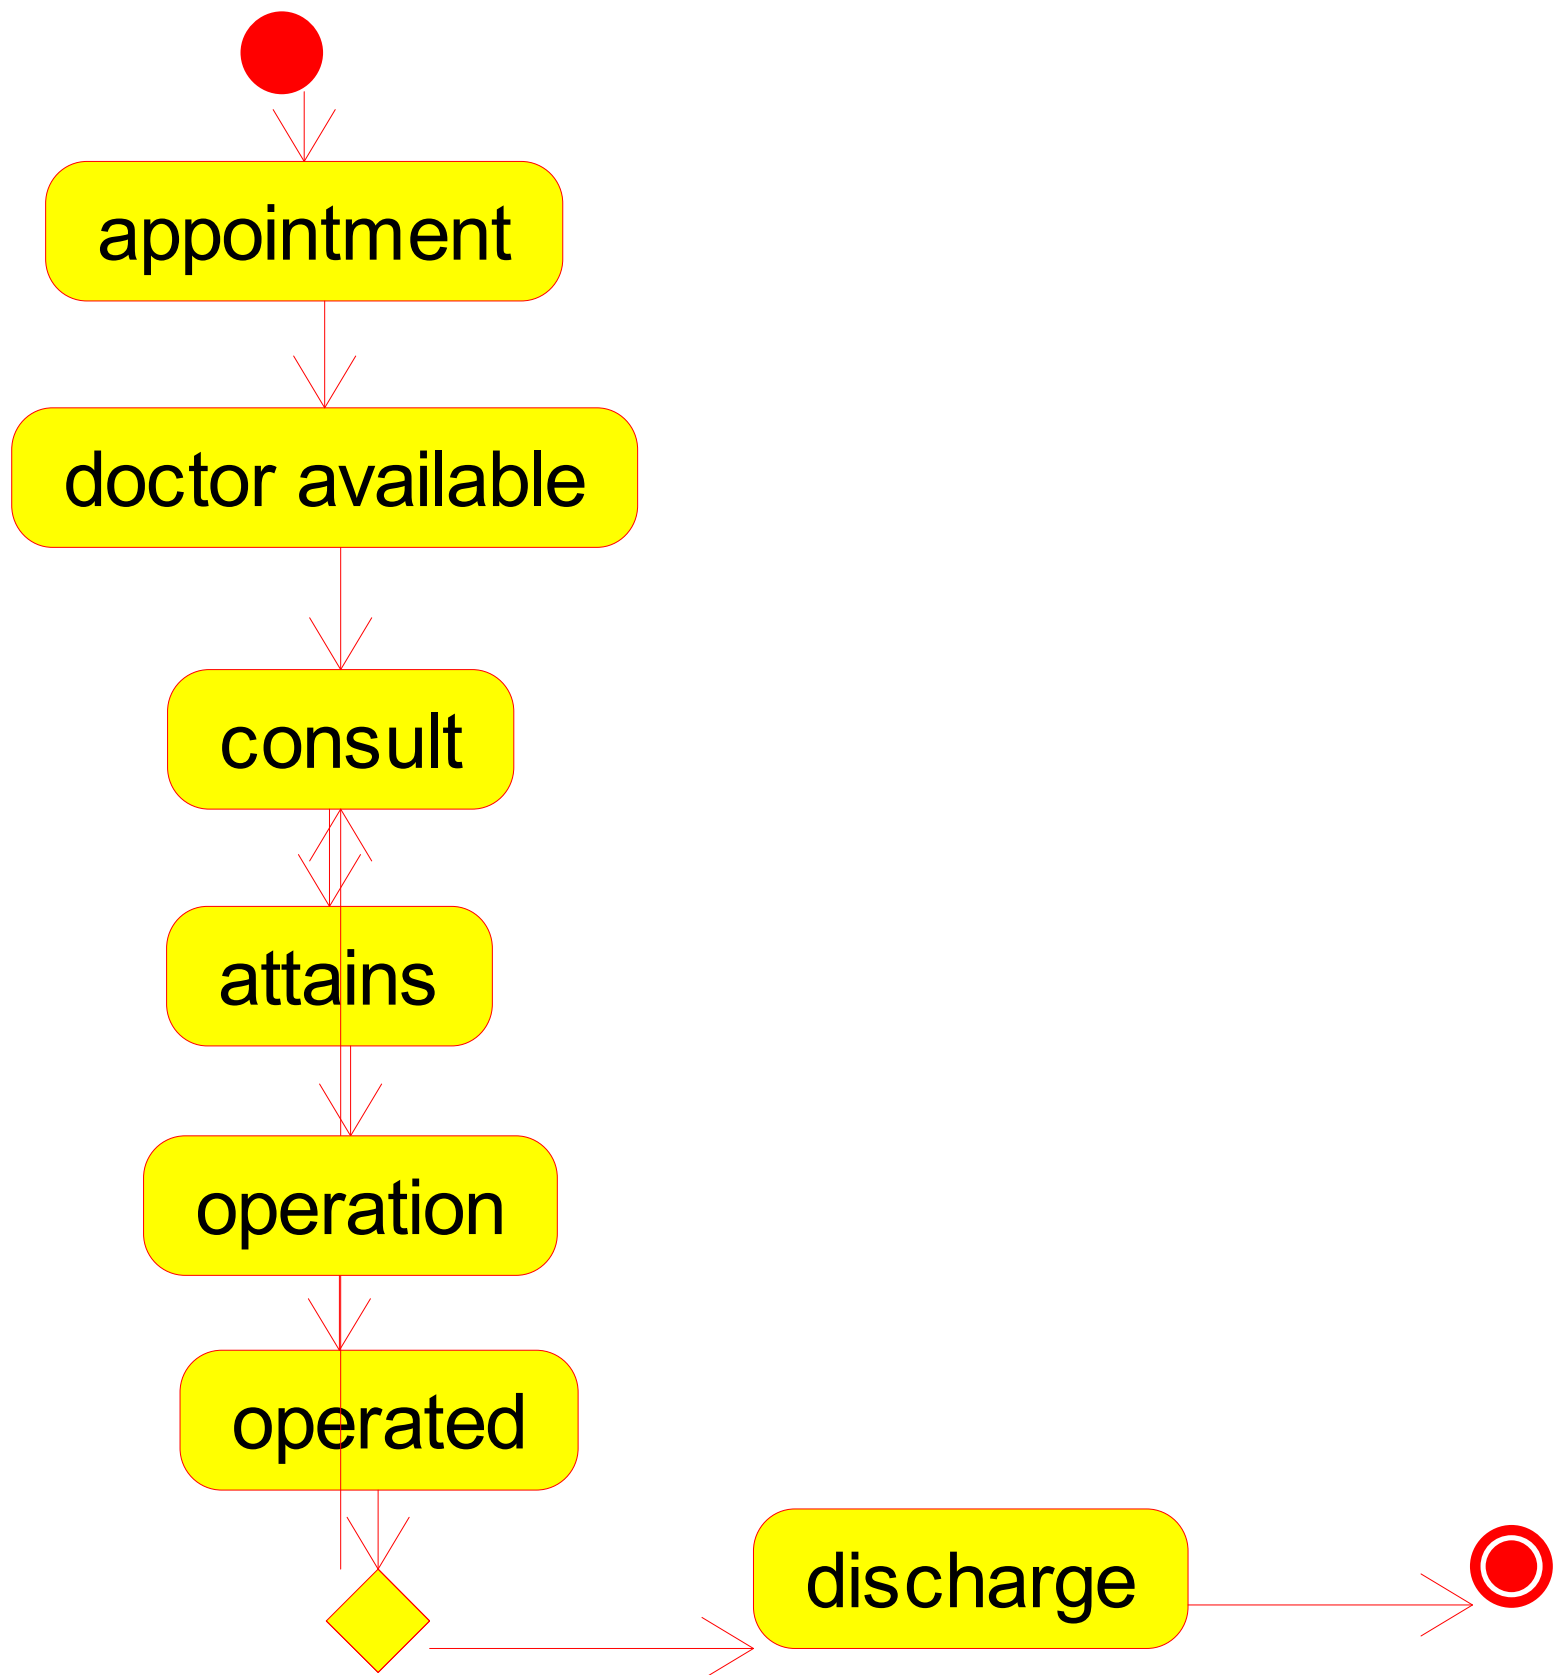 appointment
doctor available
consult
attains
operation
operated
discharge